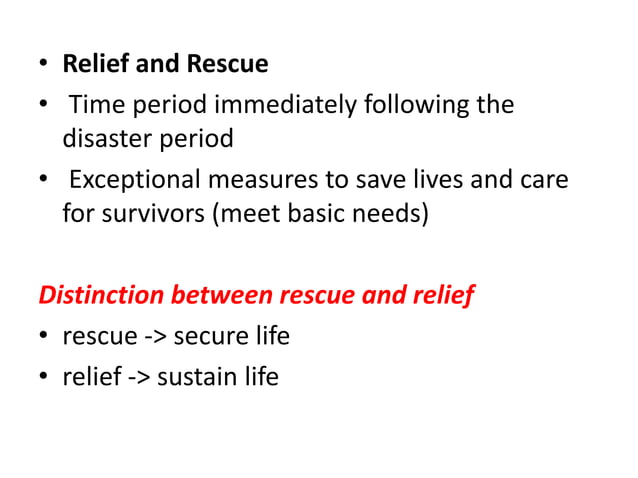 • Relief and Rescue
• Time period immediately following the
disaster period
• Exceptional measures to save lives and care
for survivors (meet basic needs)
Distinction between rescue and relief
• rescue -> secure life
• relief -> sustain life